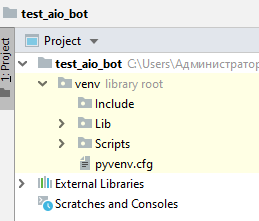 test_aio_bot
1: Project
Project
test_aio_bot C:\Users\Администратор
venv library root
Include
Lib
Scripts
pyvenv.cfg
External Libraries
Scratches and Consoles